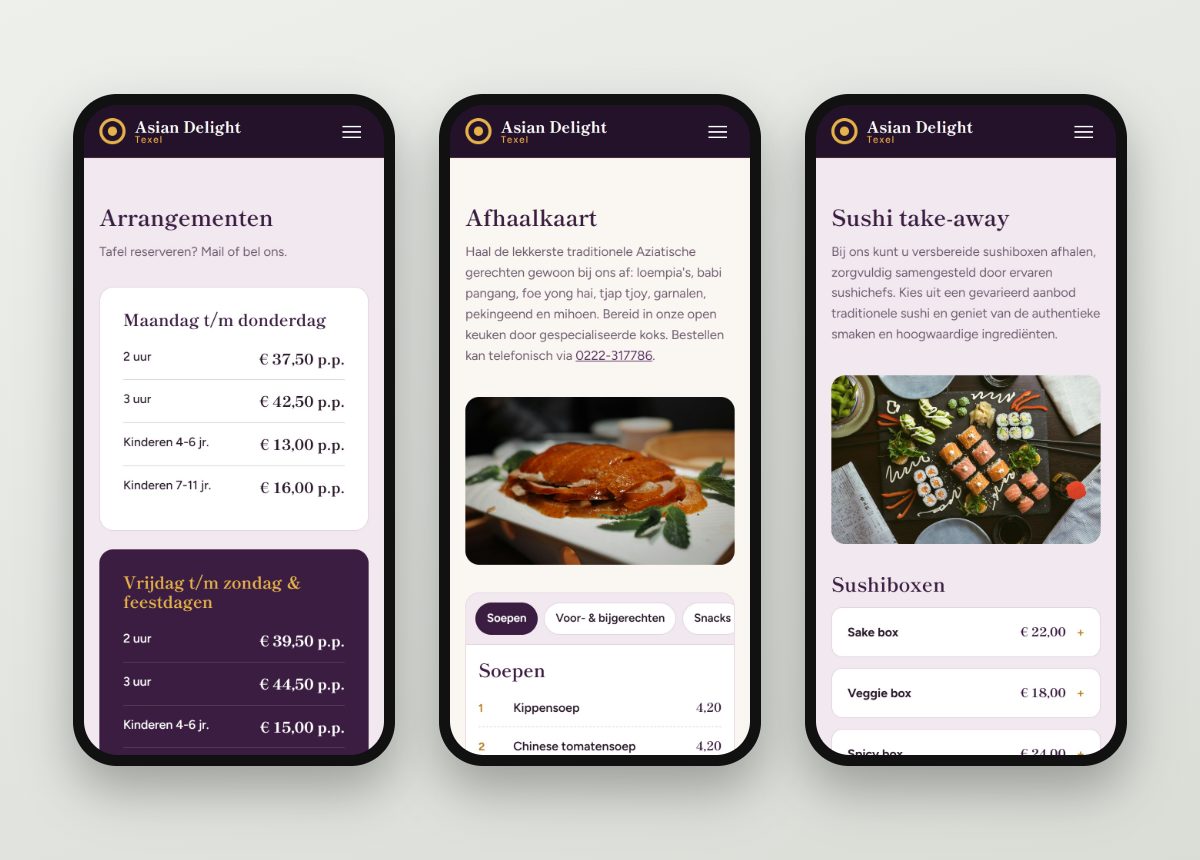 Asian Delight
Texel
Arrangementen
Tafel reserveren? Mail of bel ons.
Maandag t/m donderdag
2 uur € 37,50 p.p.
3 uur € 42,50 p.p.
Kinderen 4-6 jr. € 13,00 p.p.
Kinderen 7-11 jr. € 16,00 p.p.
Vrijdag t/m zondag &
feestdagen
2 uur € 39,50 p.p.
3 uur € 44,50 p.p.
Kinderen 4-6 jr. € 15,00 p.p.
Asian Delight
Texel
Afhaalkaart
Haal de lekkerste traditionele Aziatische
gerechten gewoon bij ons af: loempia's, babi
pangang, foe yong hai, tjap tjoy, garnalen,
pekingeend en mihoen. Bereid in onze open
keuken door gespecialiseerde koks. Bestellen
kan telefonisch via 0222-317786.
Soepen Voor- & bijgerechten Snacks
Soepen
1 Kippensoep 4,20
2 Chinese tomatensoep 4,20
Asian Delight
Texel
Sushi take-away
Bij ons kunt u versbereide sushiboxen afhalen,
zorgvuldig samengesteld door ervaren
sushichefs. Kies uit een gevarieerd aanbod
traditionele sushi en geniet van de authentieke
smaken en hoogwaardige ingrediënten.
Sushiboxen
Sake box € 22,00 +
Veggie box € 18,00 +
Spicy box € 24,00 +